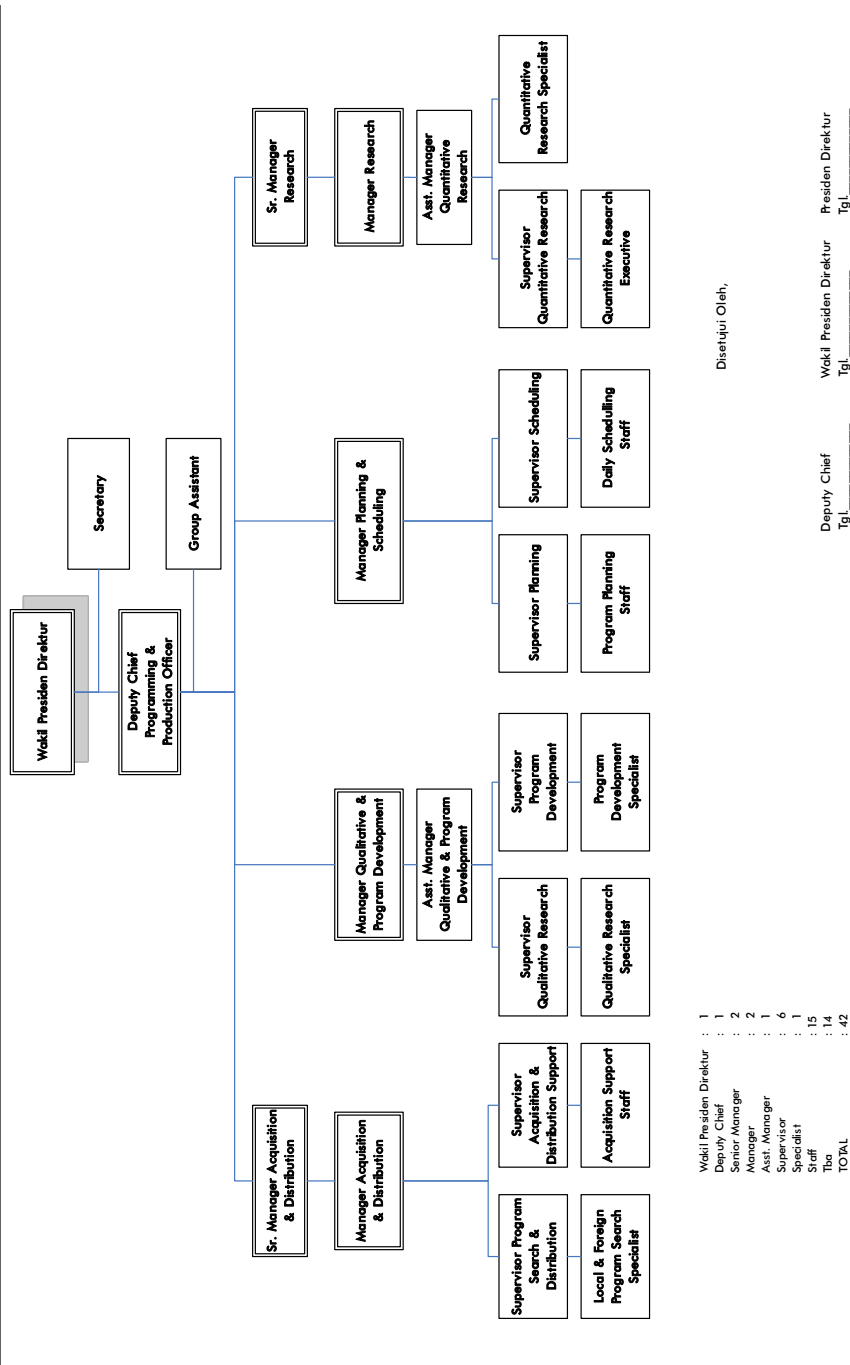 Wakil Presiden Direktur
Secretary
Deputy Chief
Programming &
Production Officer
Group Assistant
Sr. Manager Acquisition
& Distribution
Sr. Manager
Research
Manager Acquisition
& Distribution
Manager Qualitative &
Program Development
Manager Planning &
Scheduling
Manager Research
Asst. Manager
Qualitative & Program
Development
Asst. Manager
Quantitative
Research
Supervisor Program
Search &
Distribution
Supervisor
Acquisition &
Distribution Support
Supervisor
Qualitative Research
Supervisor
Program
Development
Supervisor Planning
Supervisor Scheduling
Supervisor
Quantitative Research
Quantitative
Research Specialist
Local & Foreign
Program Search
Specialist
Acquisition Support
Staff
Qualitative Research
Specialist
Program
Development
Specialist
Program Planning
Staff
Daily Schedulling
Staff
Quantitative Research
Executive
Wakil Presiden Direktur : 1
Deputy Chief : 1
Senior Manager : 2
Manager : 2
Asst. Manager : 1
Supervisor : 6
Specialist : 1
Staff : 15
Tba : 14
TOTAL : 42
Disetujui Oleh,
Deputy Chief
Tgl.____________
Wakil Presiden Direktur
Tgl.____________
Presiden Direktur
Tgl.____________